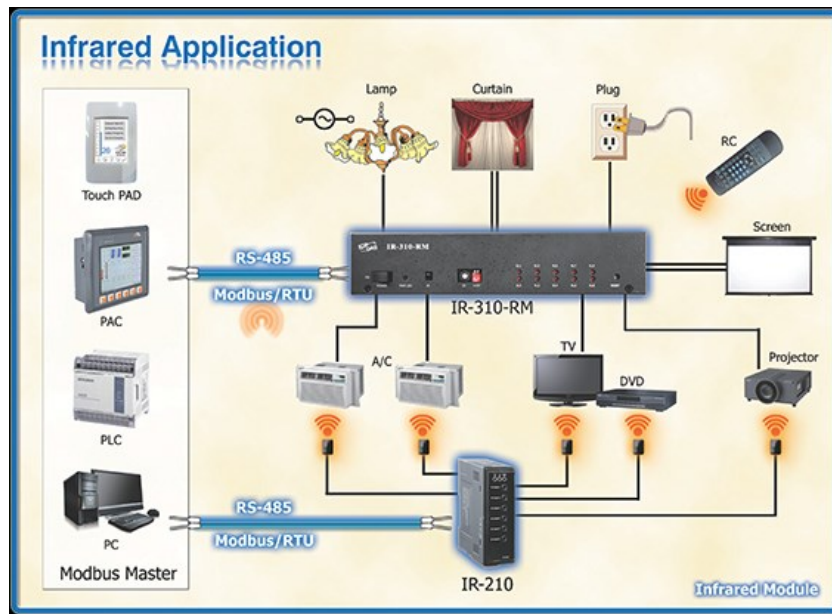 Infrared Application
Touch PAD
PAC
PLC
PC
Modbus Master
RS-485
Modbus/RTU
RS-485
Modbus/RTU
Lamp
Curtain
Plug
RC
Screen
IR-310-RM
IR-310-RM
A/C
TV
DVD
Projector
IR-210
Infrared Module